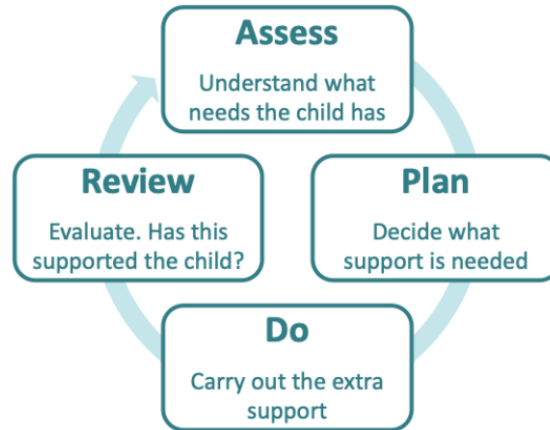 Assess
Understand what
needs the child has
Plan
Decide what
support is needed
Do
Carry out the extra
support
Review
Evaluate. Has this
supported the child?